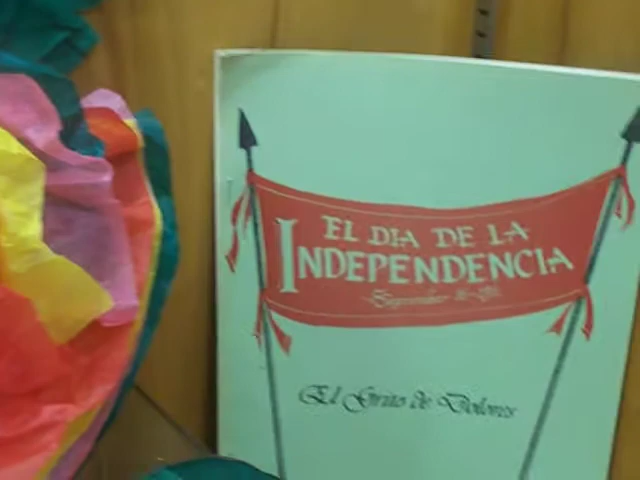 EL DIA DE LA
INDEPENDENCIA
El Grito de Dolores